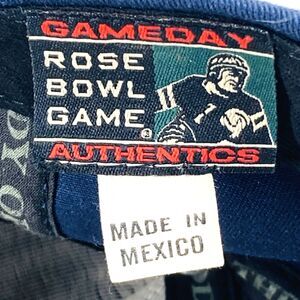 GAMEDAY
ROSE
BOWL
GAME®
AUTHENTICS
MADE IN
MEXICO